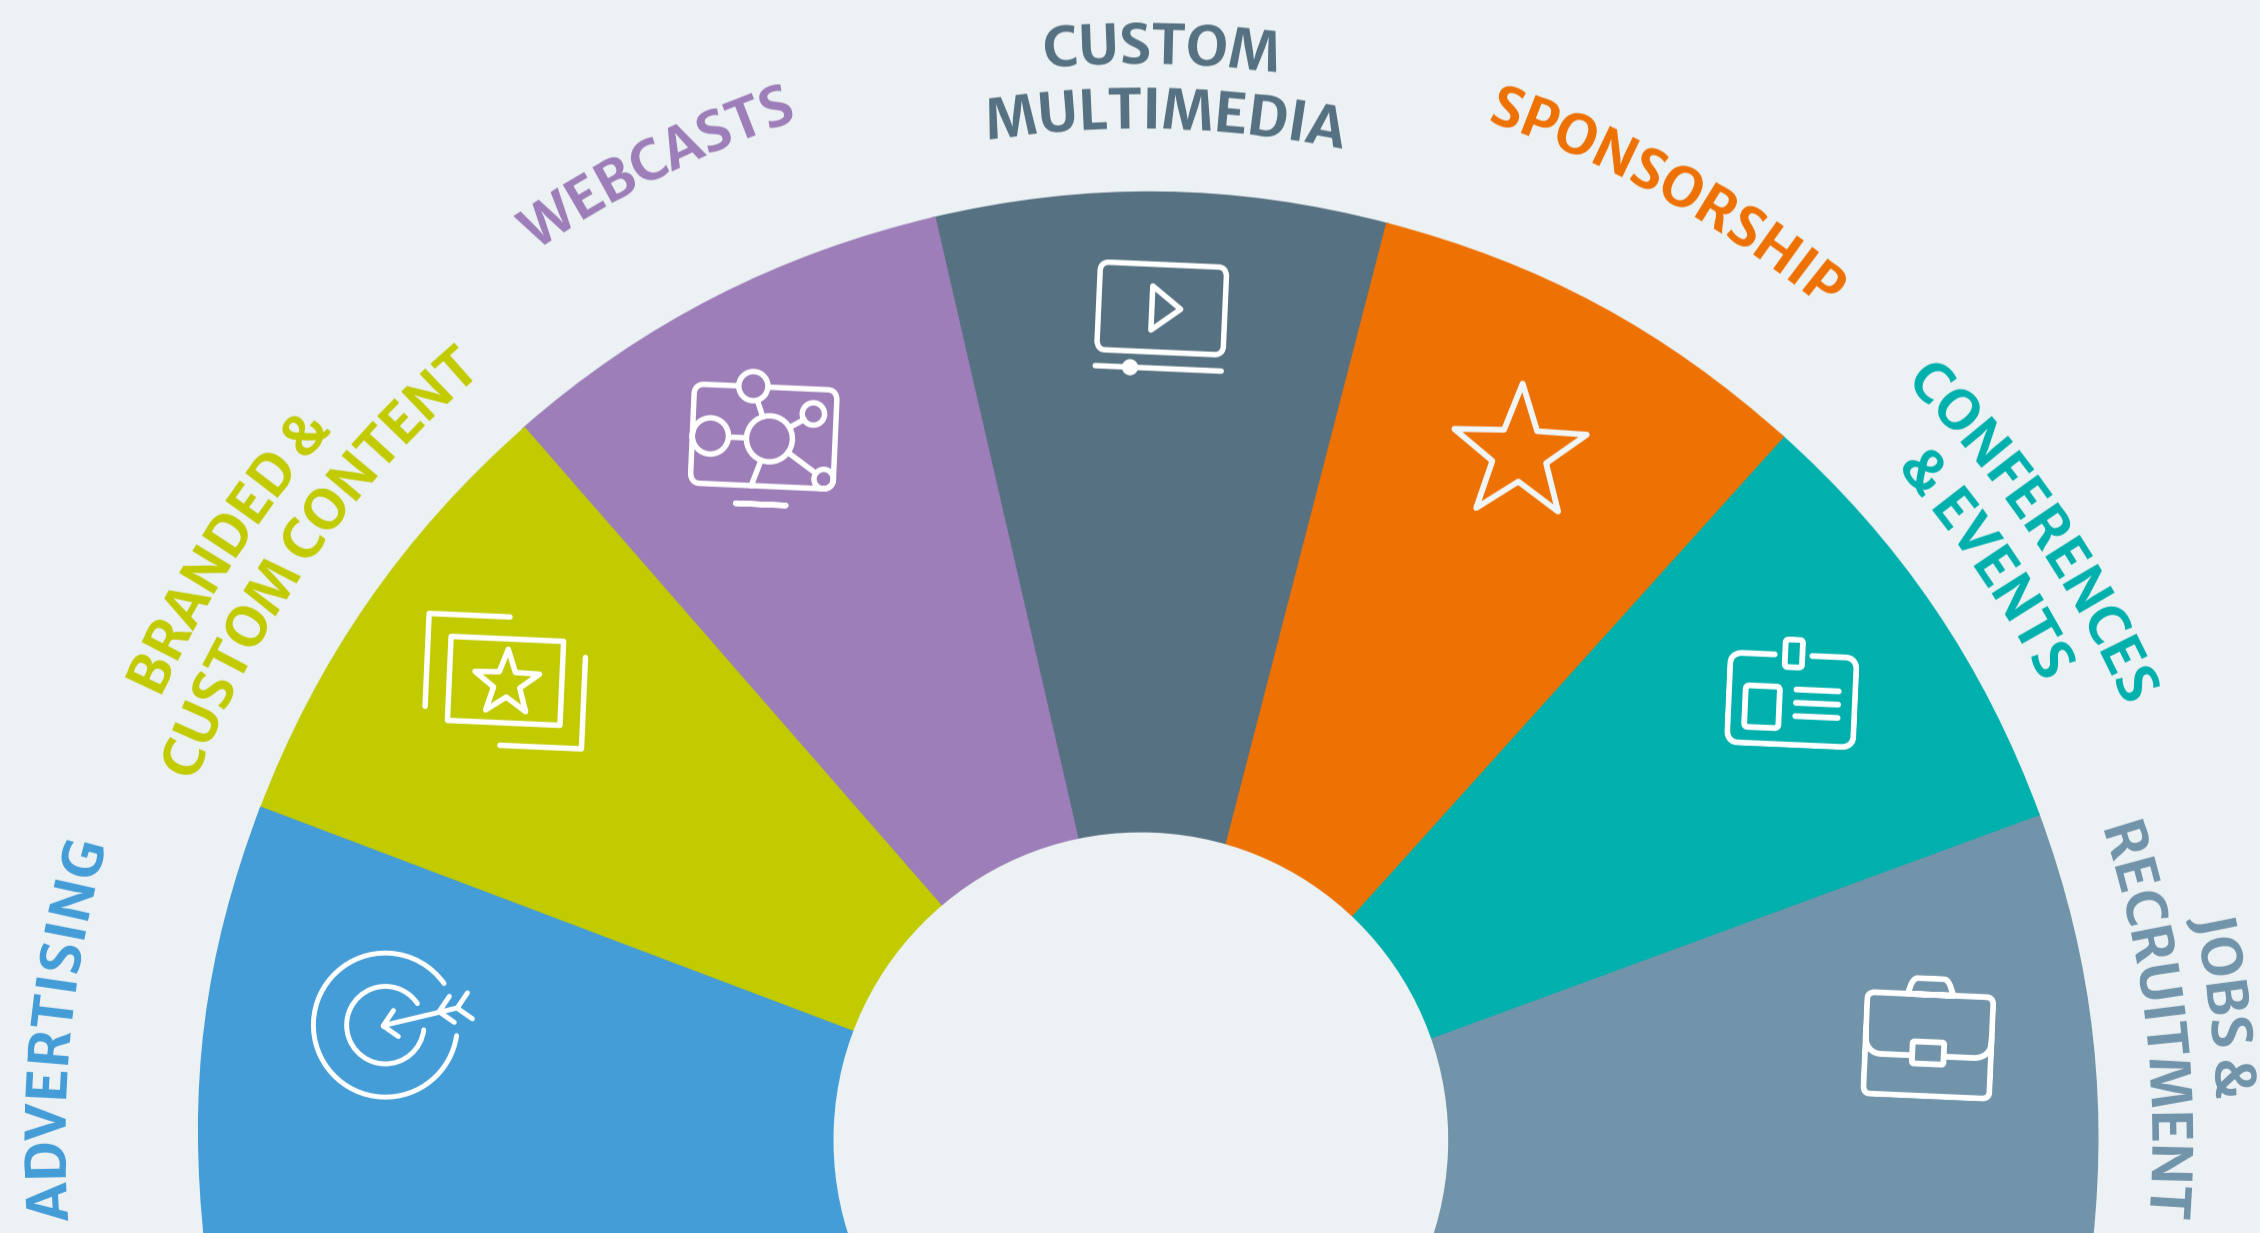 ADVERTISING
BRANDED &
CUSTOM CONTENT
WEBCASTS
CUSTOM
MULTIMEDIA
SPONSORSHIP
CONFERENCES
& EVENTS
JOBS &
RECRUITMENT